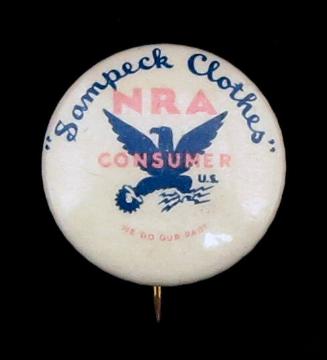 "Sampeck Clothes"
NRA
CONSUMER
U.S.
WE DO OUR PART